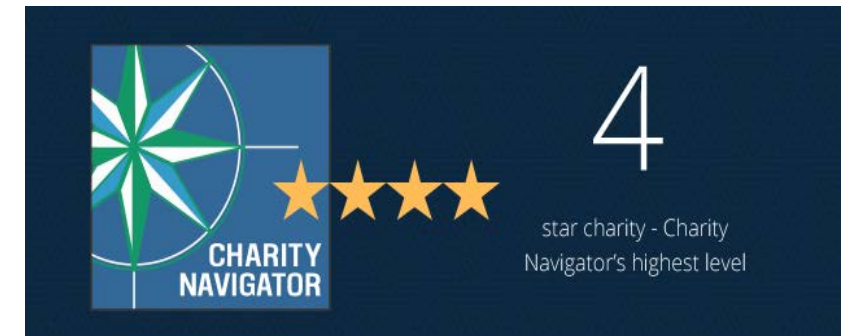 CHARITY
NAVIGATOR
4
star charity - Charity
Navigator's highest level